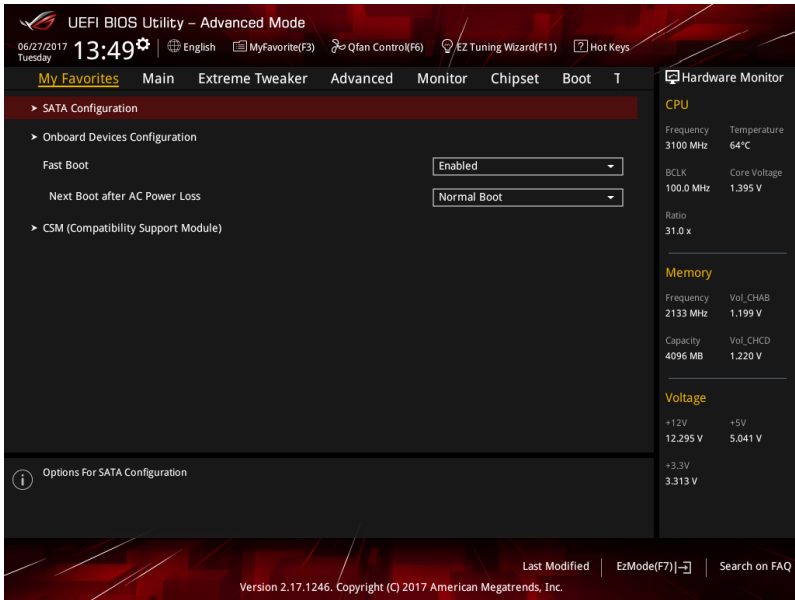 UEFI BIOS Utility – Advanced Mode
06/27/2017
Tuesday
13:49
English
MyFavorite(F3)
Qfan Control(F6)
EZ Tuning Wizard(F11)
? Hot Keys
My Favorites Main Extreme Tweaker Advanced Monitor Chipset Boot T
Hardware Monitor
> SATA Configuration
> Onboard Devices Configuration
Fast Boot Enabled
Next Boot after AC Power Loss Normal Boot
> CSM (Compatibility Support Module)
CPU
Frequency Temperature
3100 MHz 64°C
BCLK Core Voltage
100.0 MHz 1.395 V
Ratio
31.0 x
Memory
Frequency Vol_CHAB
2133 MHz 1.199 V
Capacity Vol_CHCD
4096 MB 1.220 V
Voltage
+12V +5V
12.295 V 5.041 V
+3.3V
3.313 V
i Options For SATA Configuration
Last Modified EzMode(F7) Search on FAQ
Version 2.17.1246. Copyright (C) 2017 American Megatrends, Inc.